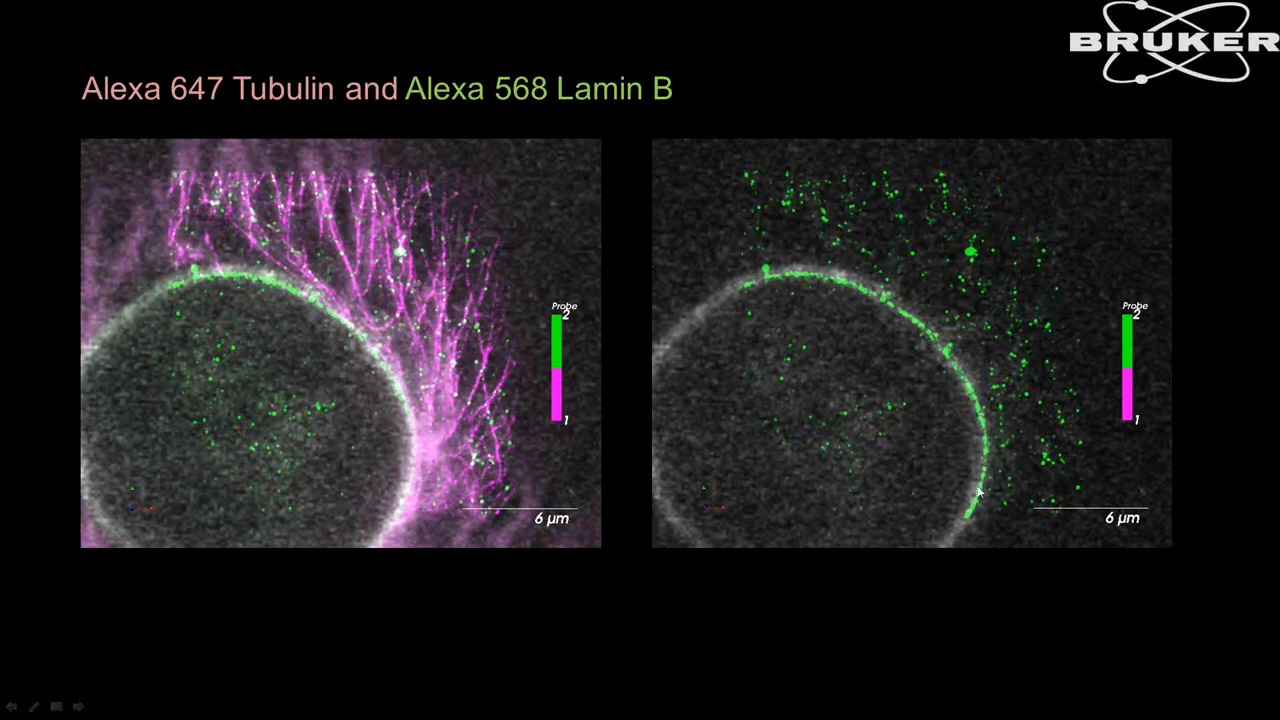 BRUKER
Alexa 647 Tubulin and Alexa 568 Lamin B
Probe
2
1
6 μm
Probe
2
1
6 μm